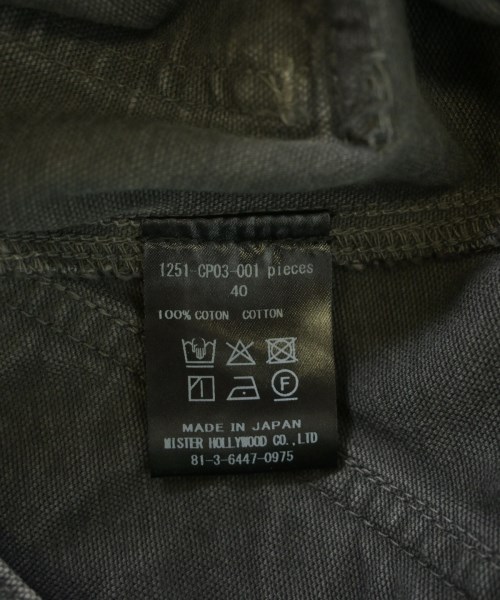 1251-CP03-001 pieces
40
100% COTON COTTON
MADE IN JAPAN
MISTER HOLLYWOOD CO.,LTD
81-3-6447-0975